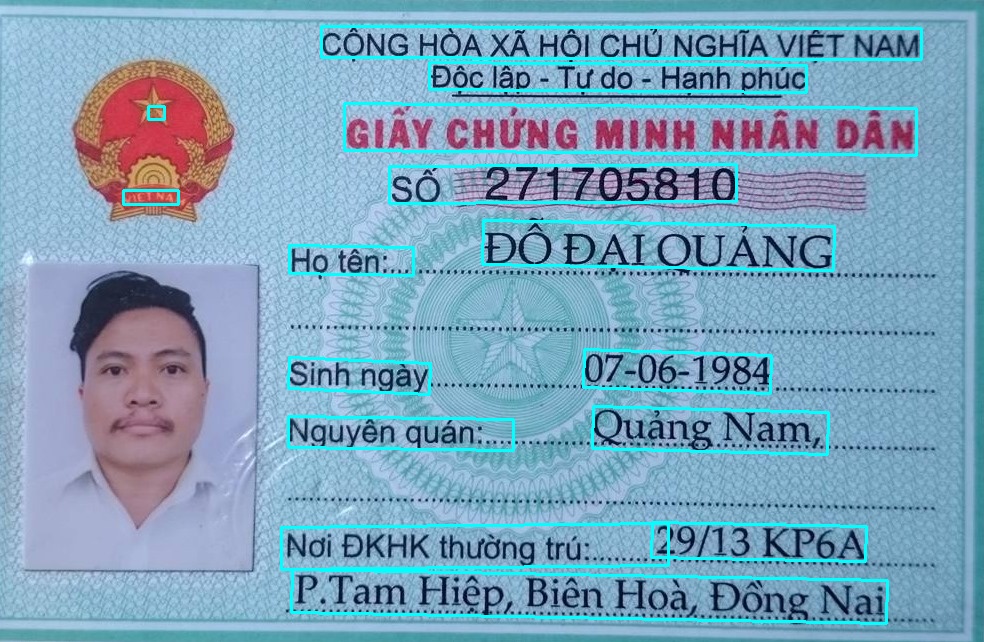 CỘNG HÒA XÃ HỘI CHỦ NGHĨA VIỆT NAM
Độc lập - Tự do - Hạnh phúc
GIẤY CHỨNG MINH NHÂN DÂN
SỐ 271705810
VIỆT NAM
Họ tên:... ĐỖ ĐẠI QUẢNG
Sinh ngày 07-06-1984
Nguyên quán:... Quảng Nam,
Nơi ĐKHK thường trú:....... 29/13 KP6A
P.Tam Hiệp, Biên Hoà, Đồng Nai